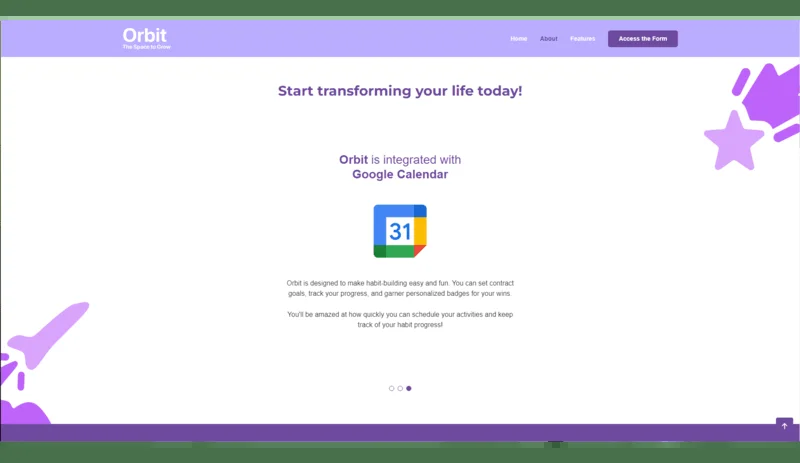 Orbit
The Space to Grow
Home About Features Access the Form
Start transforming your life today!
Orbit is integrated with
Google Calendar
31
Orbit is designed to make habit-building easy and fun. You can set contract
goals, track your progress, and garner personalized badges for your wins.
You'll be amazed at how quickly you can schedule your activities and keep
track of your habit progress!